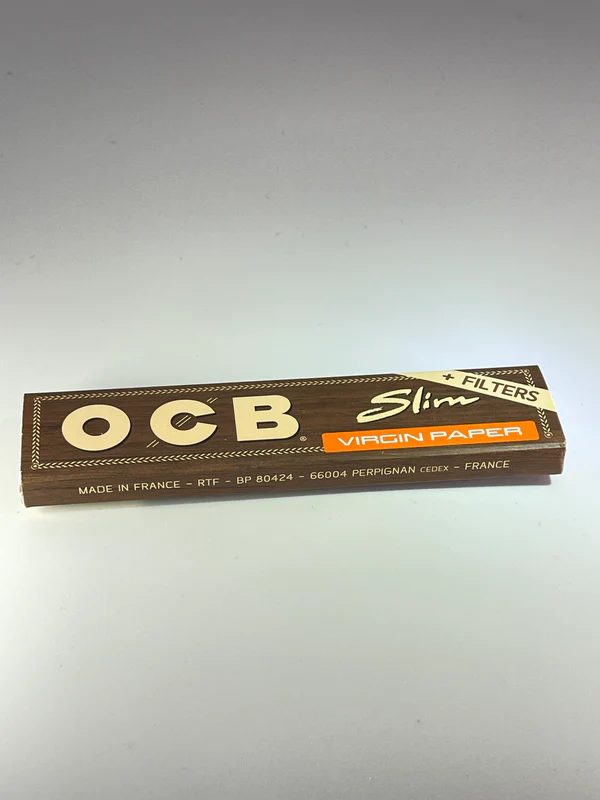 OCB®
Slim
+ FILTERS
VIRGIN PAPER
MADE IN FRANCE – RTF – BP 80424 – 66004 PERPIGNAN CEDEX – FRANCE